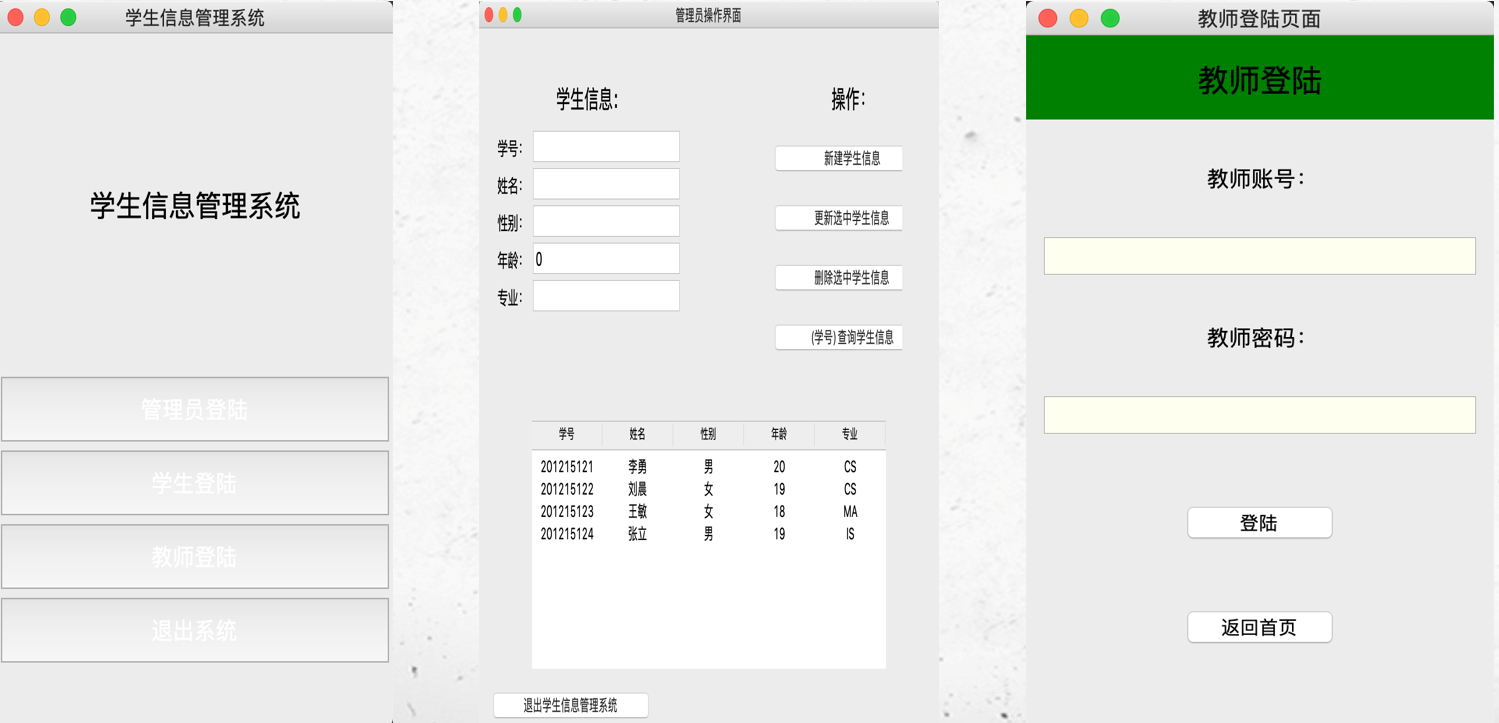 学生信息管理系统
学生信息管理系统
管理员登陆
学生登陆
教师登陆
退出系统
管理员操作界面
学生信息：
操作：
学号：
姓名：
性别：
年龄： 0
专业：
新建学生信息
更新选中学生信息
删除选中学生信息
(学号)查询学生信息
学号 姓名 性别 年龄 专业
201215121 李勇 男 20 CS
201215122 刘晨 女 19 CS
201215123 王敏 女 18 MA
201215124 张立 男 19 IS
退出学生信息管理系统
教师登陆页面
教师登陆
教师账号：
教师密码：
登陆
返回首页